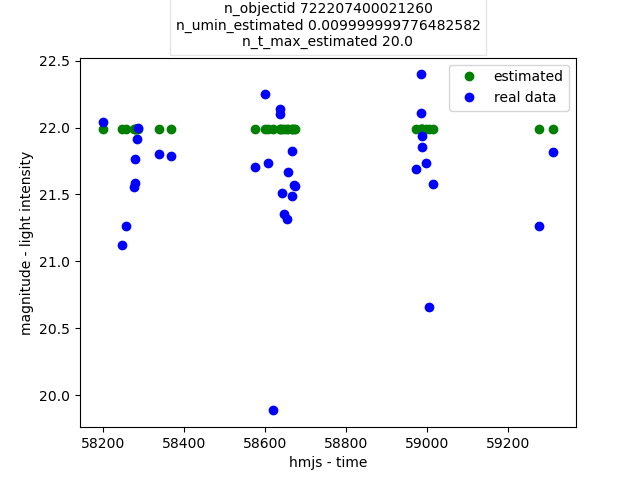 n_objectid 722207400021260
n_umin_estimated 0.009999999776482582
n_t_max_estimated 20.0
22.5
22.0
21.5
21.0
20.5
20.0
magnitude - light intensity
estimated
real data
58200 58400 58600 58800 59000 59200
hmjs - time